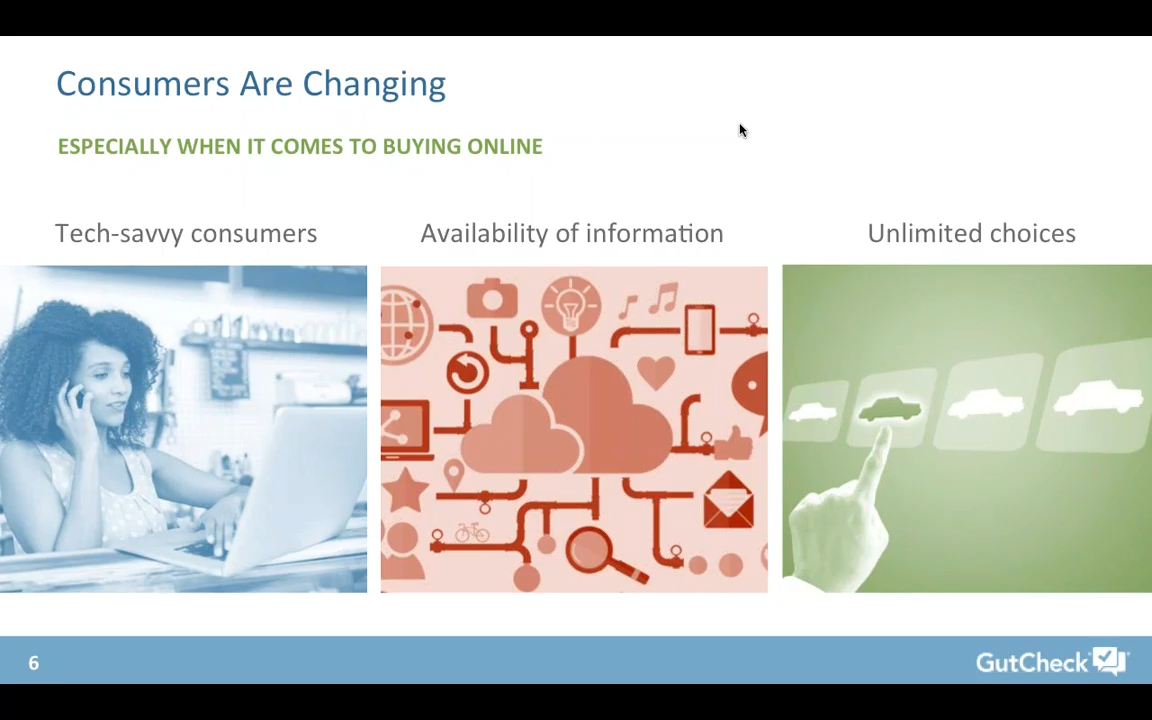 Consumers Are Changing
ESPECIALLY WHEN IT COMES TO BUYING ONLINE
Tech-savvy consumers
Availability of information
Unlimited choices
6
GutCheck